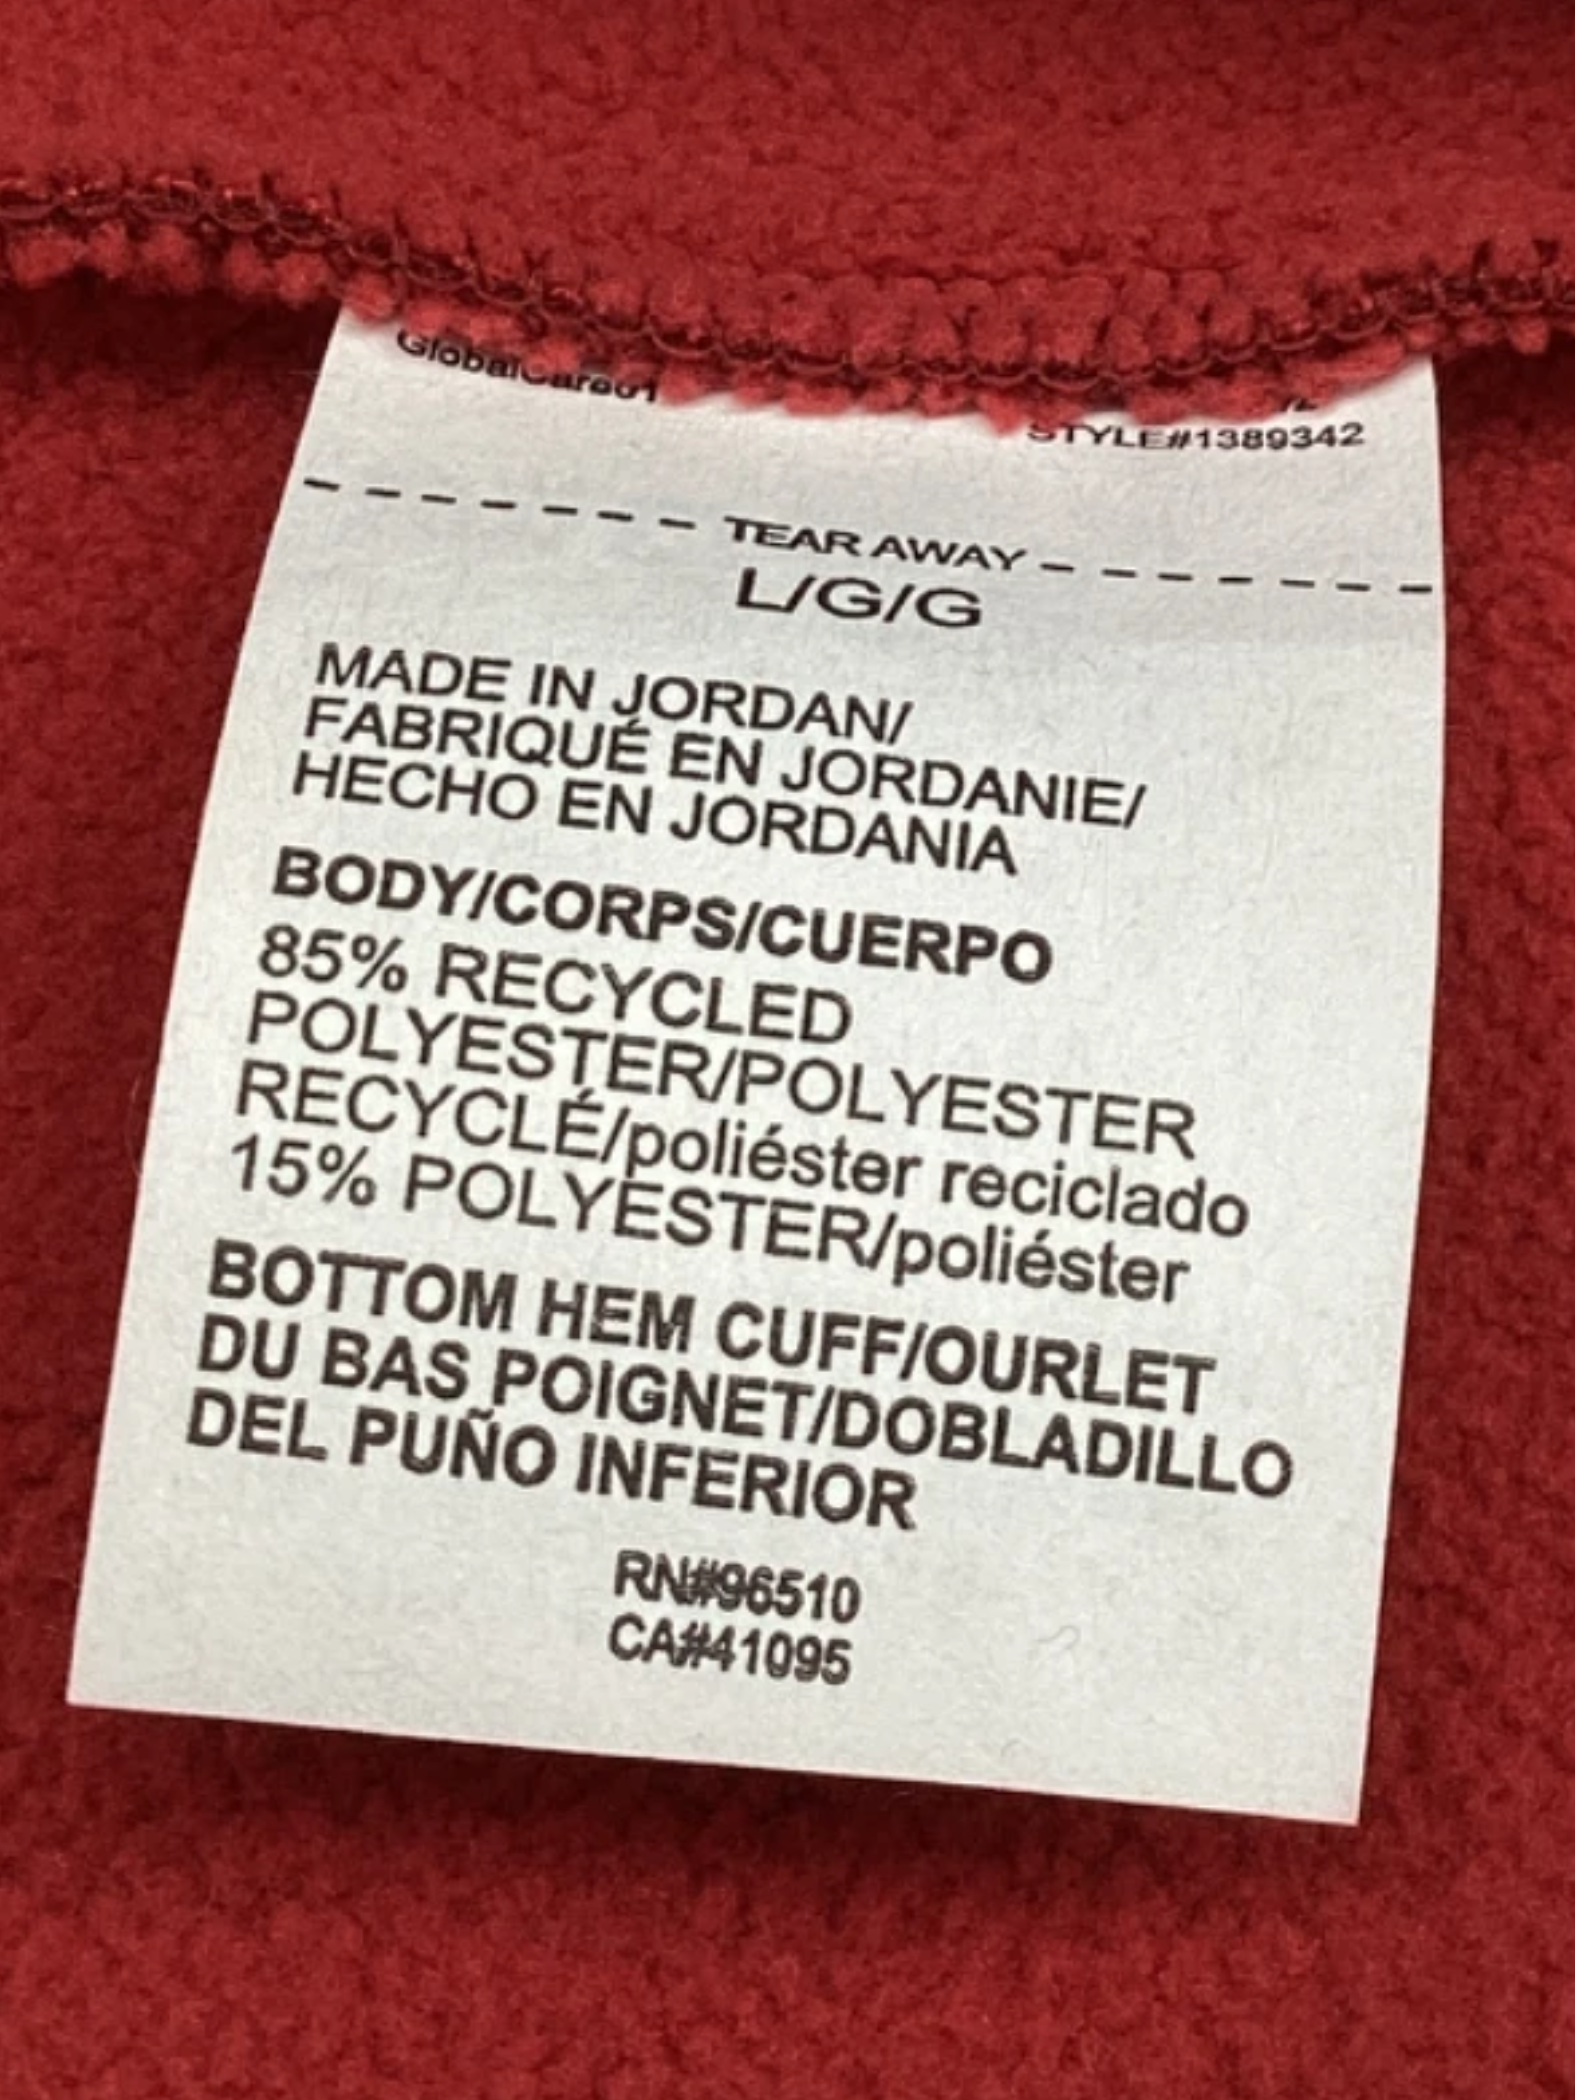 GlobalCare01
STYLE#1389342
TEAR AWAY
L/G/G
MADE IN JORDAN/
FABRIQUÉ EN JORDANIE/
HECHO EN JORDANIA
BODY/CORPS/CUERPO
85% RECYCLED
POLYESTER/POLYESTER
RECYCLÉ/poliéster reciclado
15% POLYESTER/poliéster
BOTTOM HEM CUFF/OURLET
DU BAS POIGNET/DOBLADILLO
DEL PUÑO INFERIOR
RN#96510
CA#41095